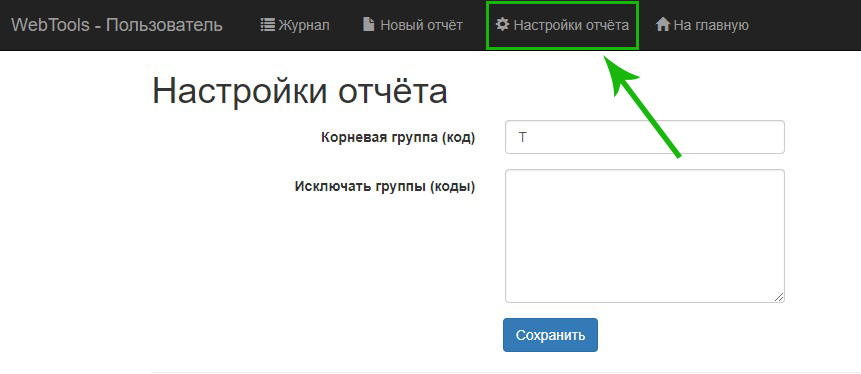 WebTools - Пользователь Журнал Новый отчёт Настройки отчёта На главную
Настройки отчёта
Корневая группа (код) T
Исключать группы (коды)
Сохранить